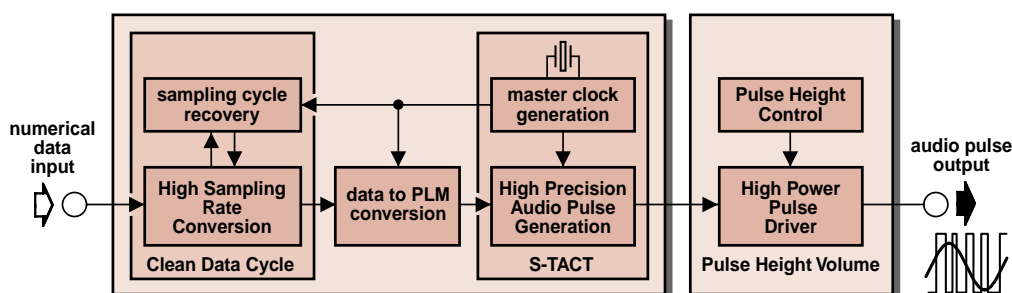 numerical
data
input
sampling cycle
recovery
High Sampling
Rate
Conversion
Clean Data Cycle
data to PLM
conversion
master clock
generation
High Precision
Audio Pulse
Generation
S-TACT
Pulse Height
Control
High Power
Pulse
Driver
Pulse Height Volume
audio pulse
output